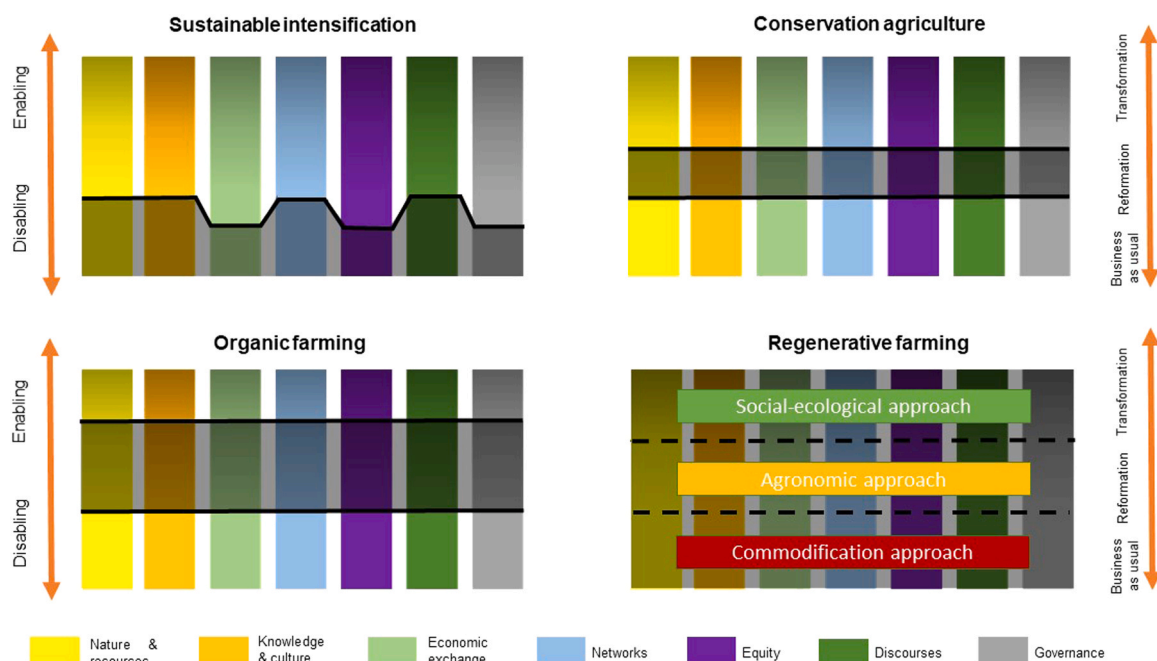 Sustainable intensification
Conservation agriculture
Enabling
Disabling
Transformation
Reformation
Business
as usual
Organic farming
Regenerative farming
Enabling
Disabling
Social-ecological approach
Agronomic approach
Commodification approach
Transformation
Reformation
Business
as usual
Nature &
resources
Knowledge
& culture
Economic
exchange
Networks
Equity
Discourses
Governance